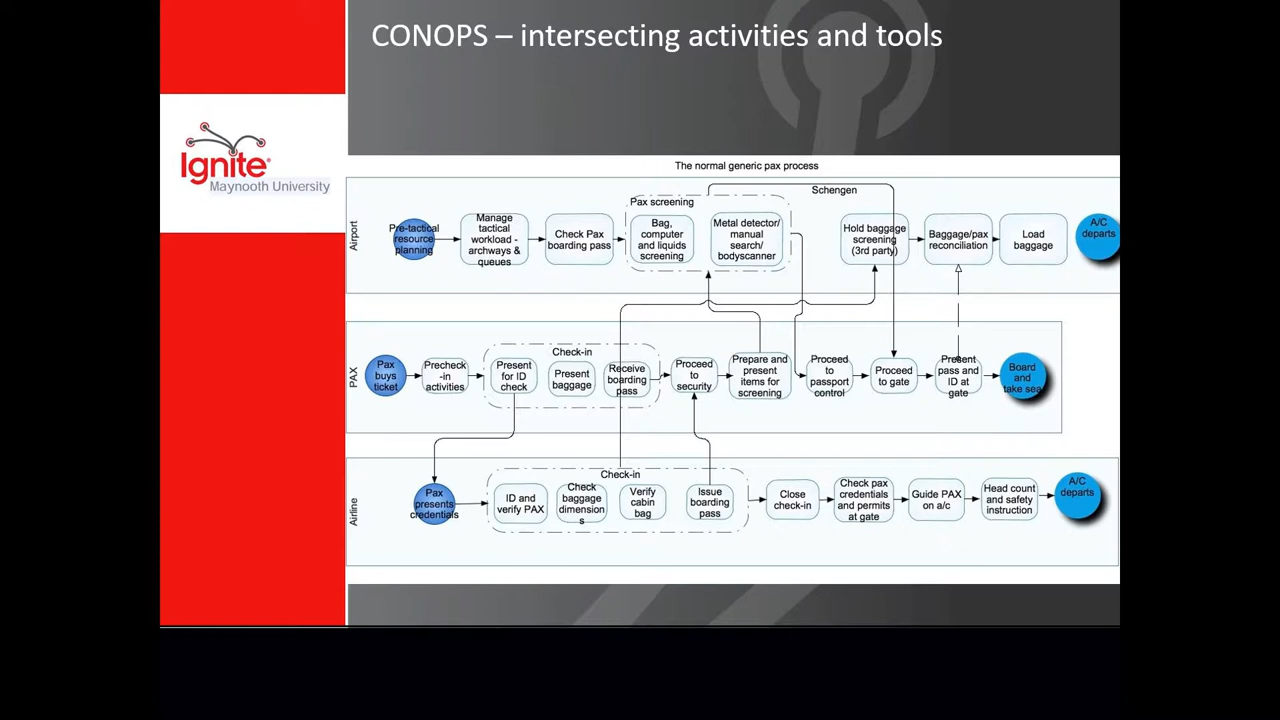 CONOPS – intersecting activities and tools
Ignite
Maynooth University
The normal generic pax process
Schengen
Airport
Pre-tactical
resource
planning
Manage
tactical
workload -
archways &
queues
Check Pax
boarding pass
Pax screening
Bag,
computer
and liquids
screening
Metal detector/
manual
search/
bodyscanner
Hold baggage
screening
(3rd party)
Baggage/pax
reconciliation
Load
baggage
A/C
departs
PAX
Pax
buys
ticket
Precheck
-in
activities
Check-in
Present
for ID
check
Present
baggage
Receive
boarding
pass
Proceed
to
security
Prepare and
present
items for
screening
Proceed
to
passport
control
Proceed
to gate
Present
pass and
ID at
gate
Board
and
take sea
Airline
Pax
presents
credentials
Check-in
ID and
verify PAX
Check
baggage
dimension
s
Verify
cabin
bag
Issue
boarding
pass
Close
check-in
Check pax
credentials
and permits
at gate
Guide PAX
on a/c
Head count
and safety
instruction
A/C
departs